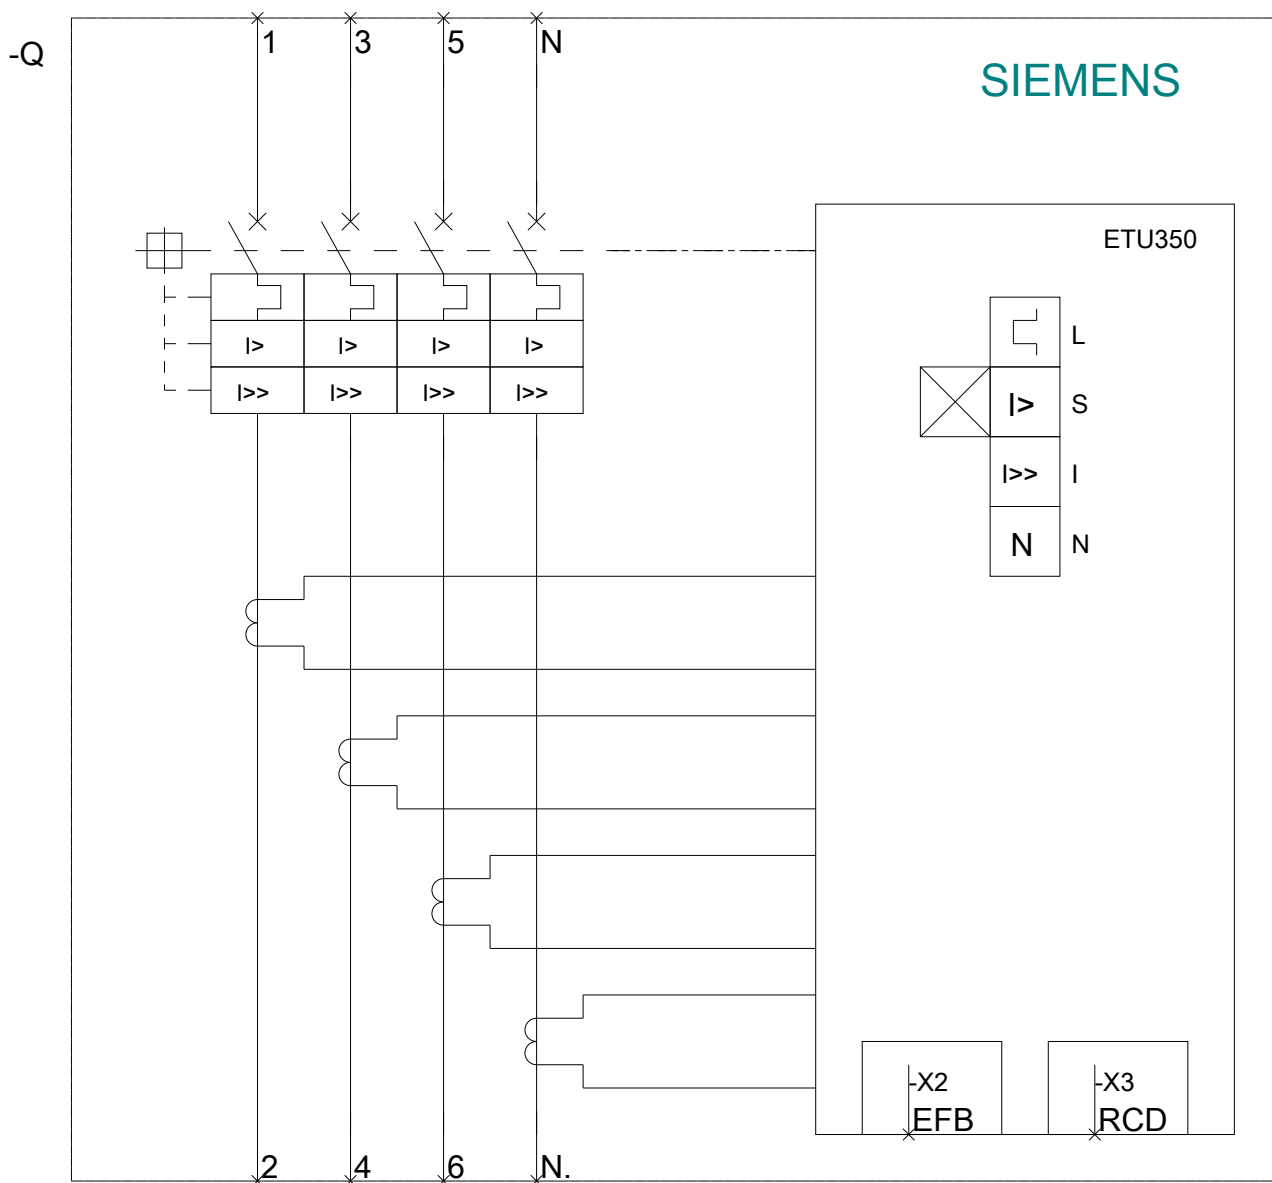 1 3 5 N
-Q
SIEMENS
ETU350
I> I> I> I>
I>> I>> I>> I>>
L
I> S
I>> I
N N
-X2 -X3
EFB RCD
2 4 6 N.